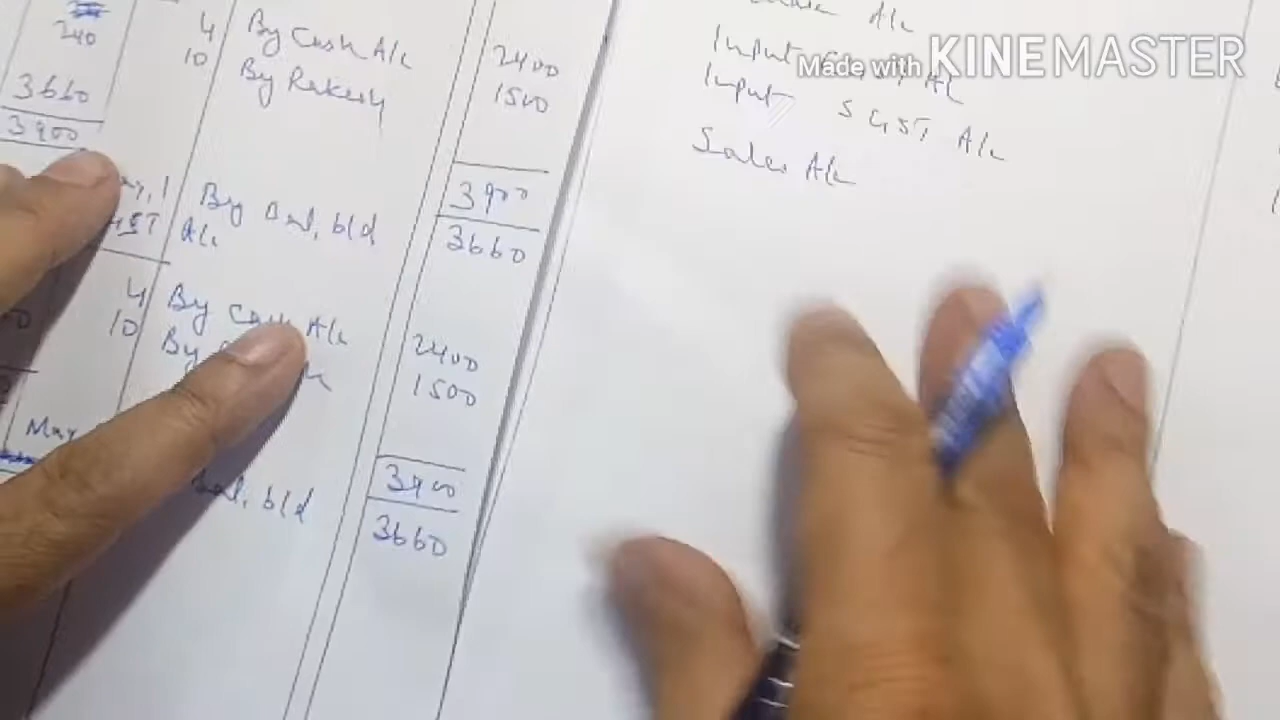 240
4 By Cash A/c 2400
10 By Rakesh 1500
3660
3900
3900
By Bal, b/d 3660
A/c
4 By Cash A/c 2400
10 By 1500
May
3900
Bal, b/d 3660
A/c
Input A/c
Input SGST A/c
Sales A/c
Made with KINEMASTER